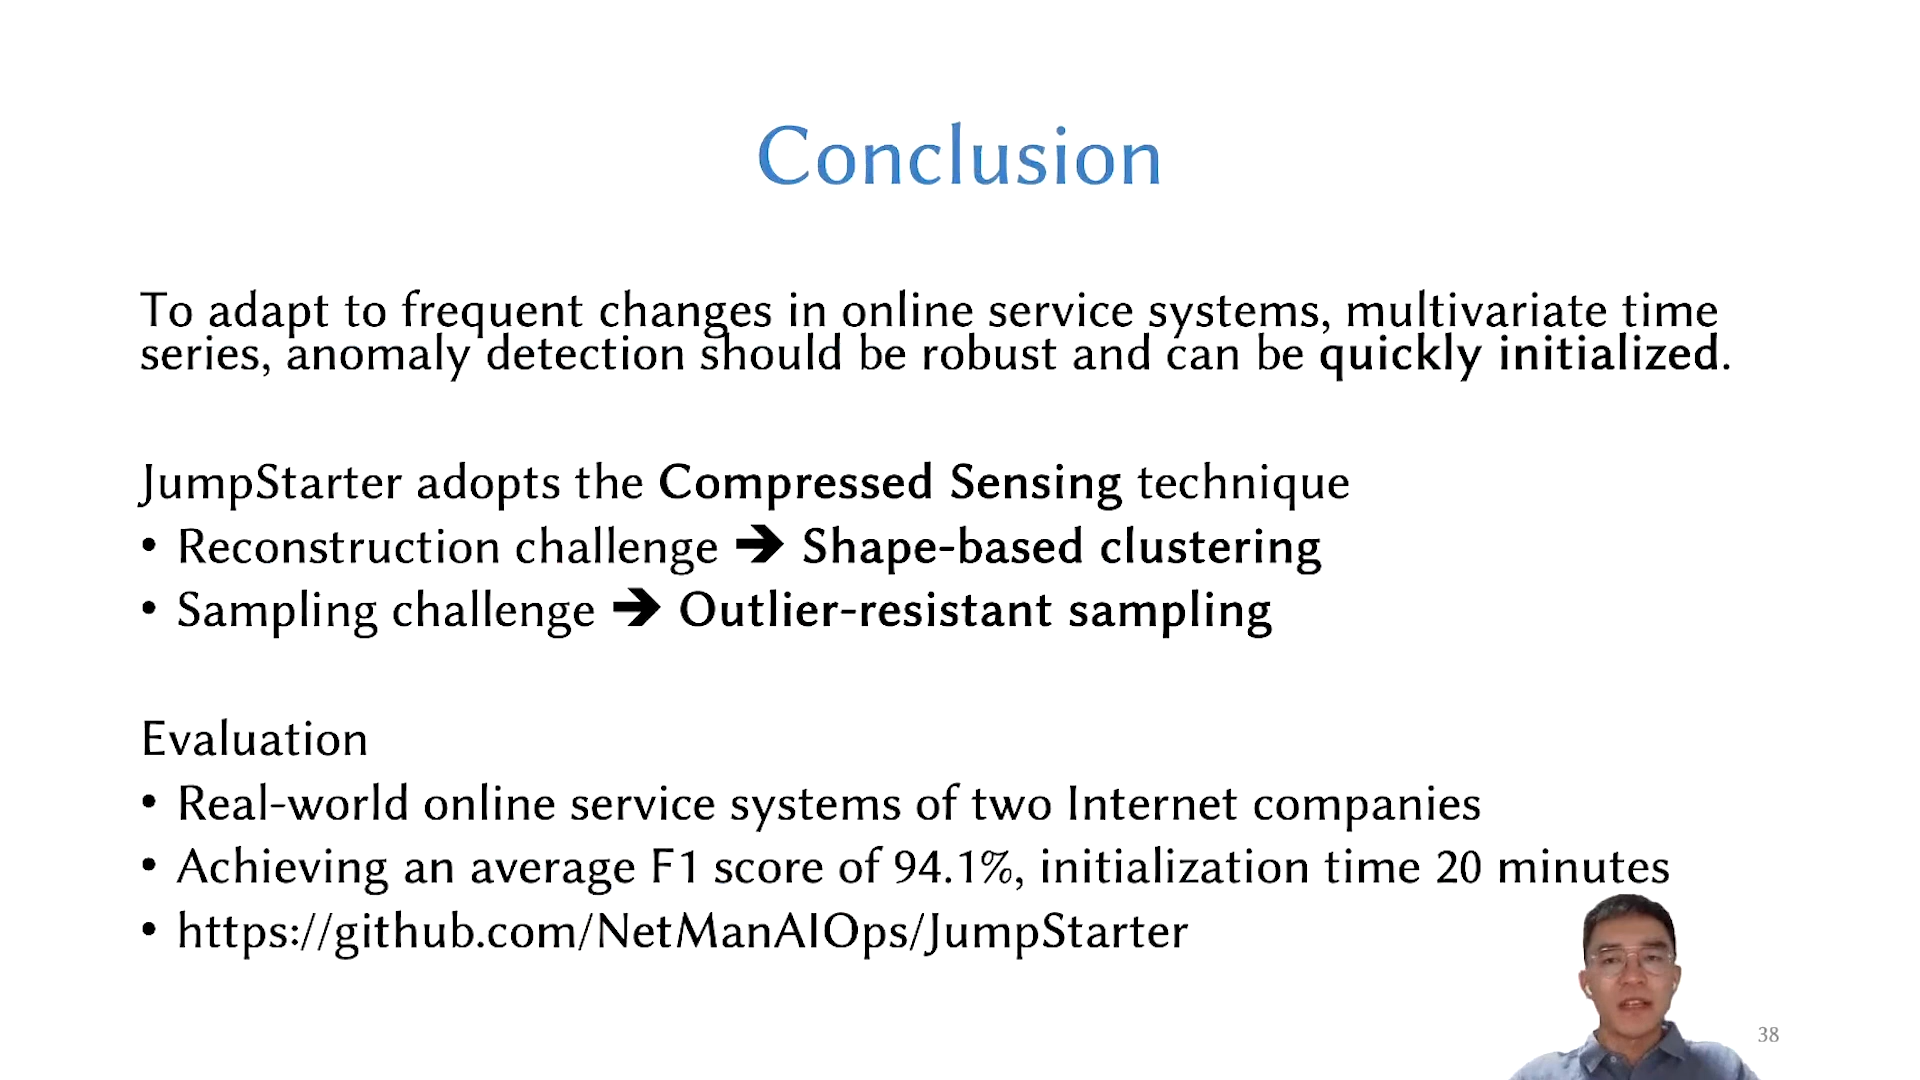 Conclusion
To adapt to frequent changes in online service systems, multivariate time
series, anomaly detection should be robust and can be quickly initialized.
JumpStarter adopts the Compressed Sensing technique
• Reconstruction challenge ➔ Shape-based clustering
• Sampling challenge ➔ Outlier-resistant sampling
Evaluation
• Real-world online service systems of two Internet companies
• Achieving an average F1 score of 94.1%, initialization time 20 minutes
• https://github.com/NetManAIOps/JumpStarter
38